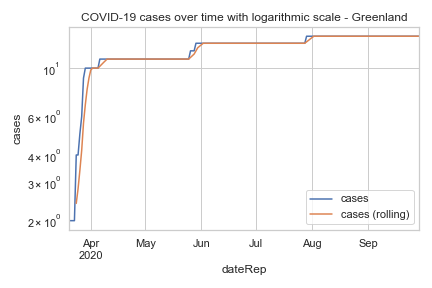 COVID-19 cases over time with logarithmic scale - Greenland
10¹
6 × 10⁰
4 × 10⁰
3 × 10⁰
2 × 10⁰
cases
cases
cases (rolling)
Apr May Jun Jul Aug Sep
2020
dateRep